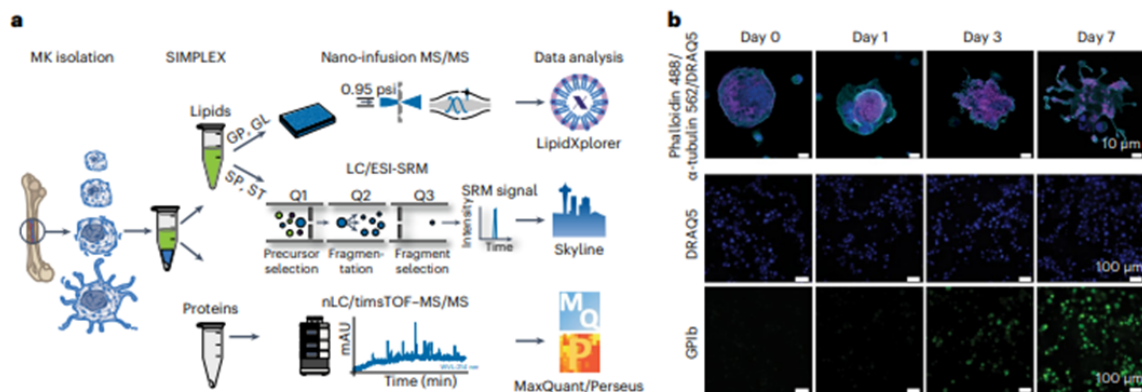 a
MK isolation
SIMPLEX
Nano-infusion MS/MS
Data analysis
Lipids
0.95 psi
GP, GL
X
LipidXplorer
SP, ST
LC/ESI-SRM
Q1
Q2
Q3
SRM signal
Intensity
Time
Precursor
selection
Fragmen-
tation
Fragment
selection
Skyline
Proteins
nLC/timsTOF–MS/MS
mAU
Time (min)
M
Q
P
MaxQuant/Perseus
b
Day 0
Day 1
Day 3
Day 7
Phalloidin 488/
α-tubulin 562/DRAQ5
10 µm
DRAQ5
100 µm
GPIb
100 µm